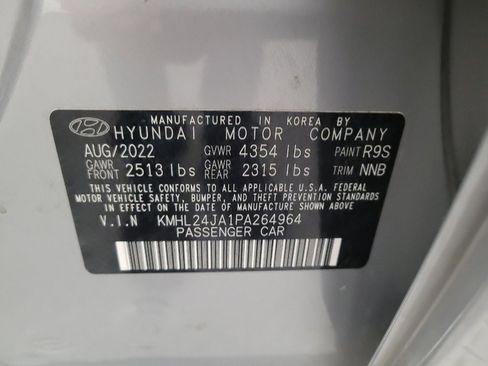 MANUFACTURED IN KOREA BY
HYUNDAI MOTOR COMPANY
AUG/2022 GVWR 4354 lbs PAINT R9S
GAWR FRONT 2513 lbs GAWR REAR 2315 lbs TRIM NNB
THIS VEHICLE CONFORMS TO ALL APPLICABLE U.S.A. FEDERAL
MOTOR VEHICLE SAFETY, BUMPER, AND THEFT PREVENTION
STANDARDS IN EFFECT ON THE DATE OF MANUFACTURE SHOWN ABOVE.
V.I.N KMHL24JA1PA264964
PASSENGER CAR